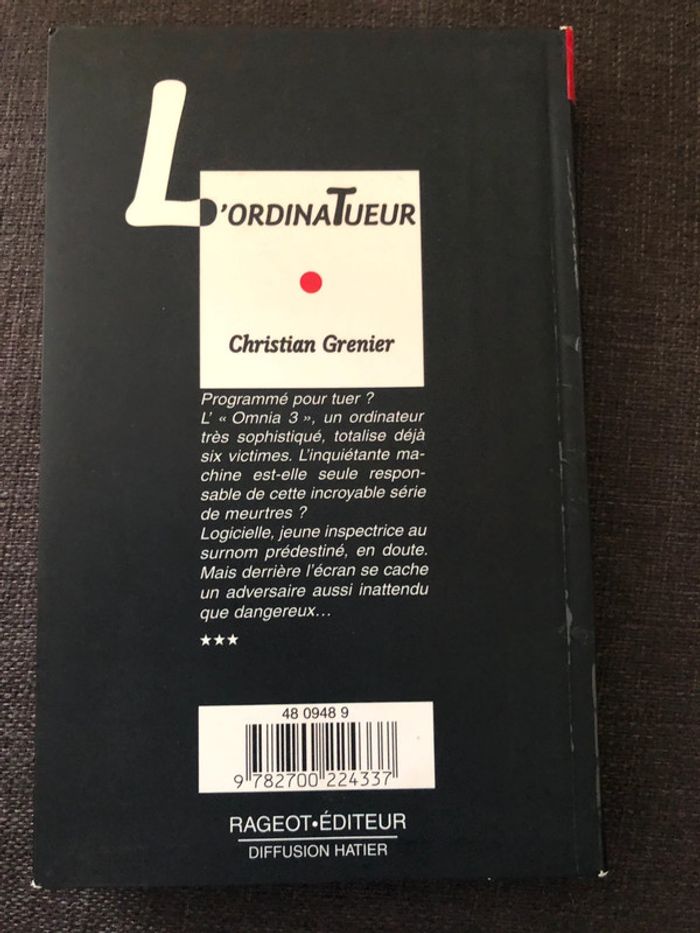 L'ORDINATUEUR
Christian Grenier
Programmé pour tuer ?
L' « Omnia 3 », un ordinateur
très sophistiqué, totalise déjà
six victimes. L'inquiétante ma-
chine est-elle seule respon-
sable de cette incroyable série
de meurtres ?
Logicielle, jeune inspectrice au
surnom prédestiné, en doute.
Mais derrière l'écran se cache
un adversaire aussi inattendu
que dangereux...
★★★
48 0948 9
9 782700 224337
RAGEOT•ÉDITEUR
DIFFUSION HATIER